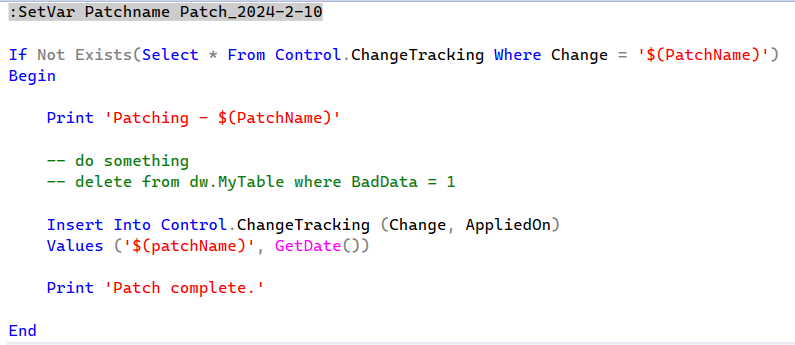 :SetVar Patchname Patch_2024-2-10
If Not Exists(Select * From Control.ChangeTracking Where Change = '$(PatchName)')
Begin
Print 'Patching - $(PatchName)'
-- do something
-- delete from dw.MyTable where BadData = 1
Insert Into Control.ChangeTracking (Change, AppliedOn)
Values ('$(patchName)', GetDate())
Print 'Patch complete.'
End